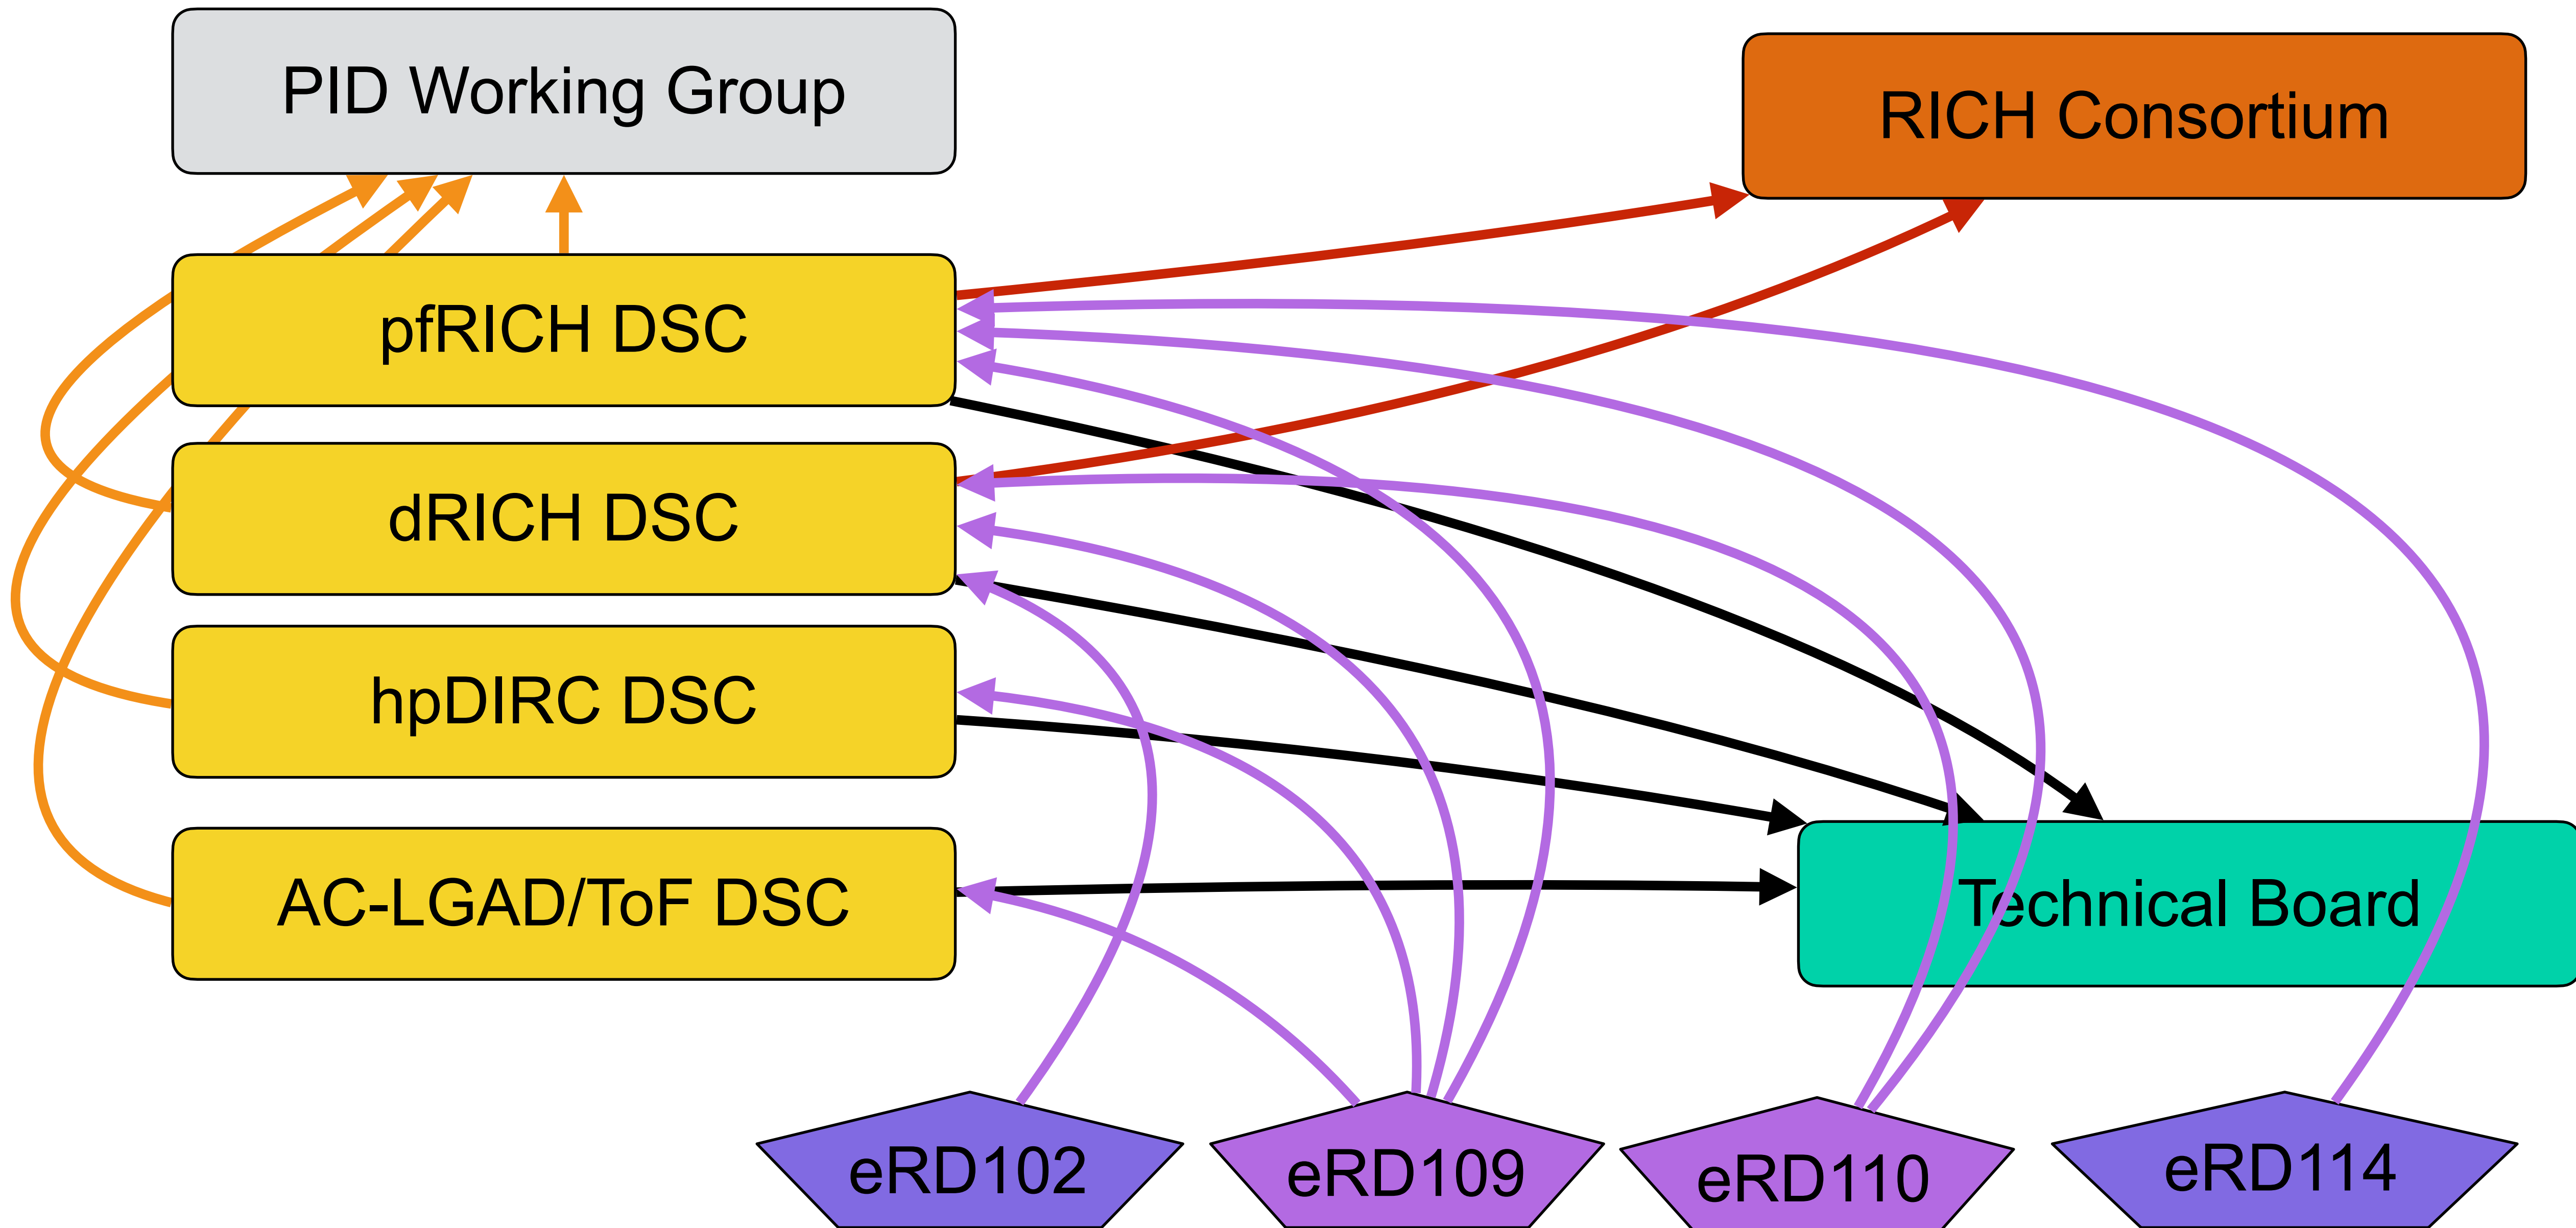 PID Working Group
RICH Consortium
pfRICH DSC
dRICH DSC
hpDIRC DSC
AC-LGAD/ToF DSC
Technical Board
eRD102
eRD109
eRD110
eRD114